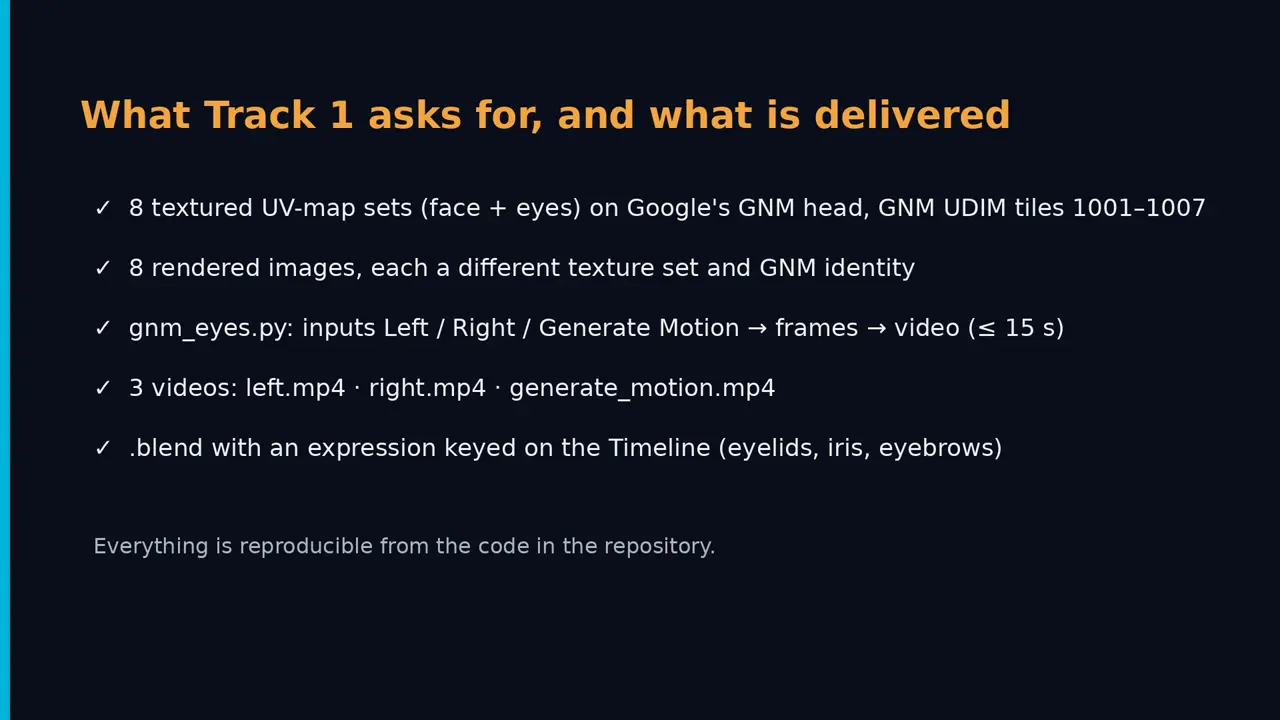 What Track 1 asks for, and what is delivered
✓ 8 textured UV-map sets (face + eyes) on Google's GNM head, GNM UDIM tiles 1001–1007
✓ 8 rendered images, each a different texture set and GNM identity
✓ gnm_eyes.py: inputs Left / Right / Generate Motion → frames → video (≤ 15 s)
✓ 3 videos: left.mp4 · right.mp4 · generate_motion.mp4
✓ .blend with an expression keyed on the Timeline (eyelids, iris, eyebrows)
Everything is reproducible from the code in the repository.